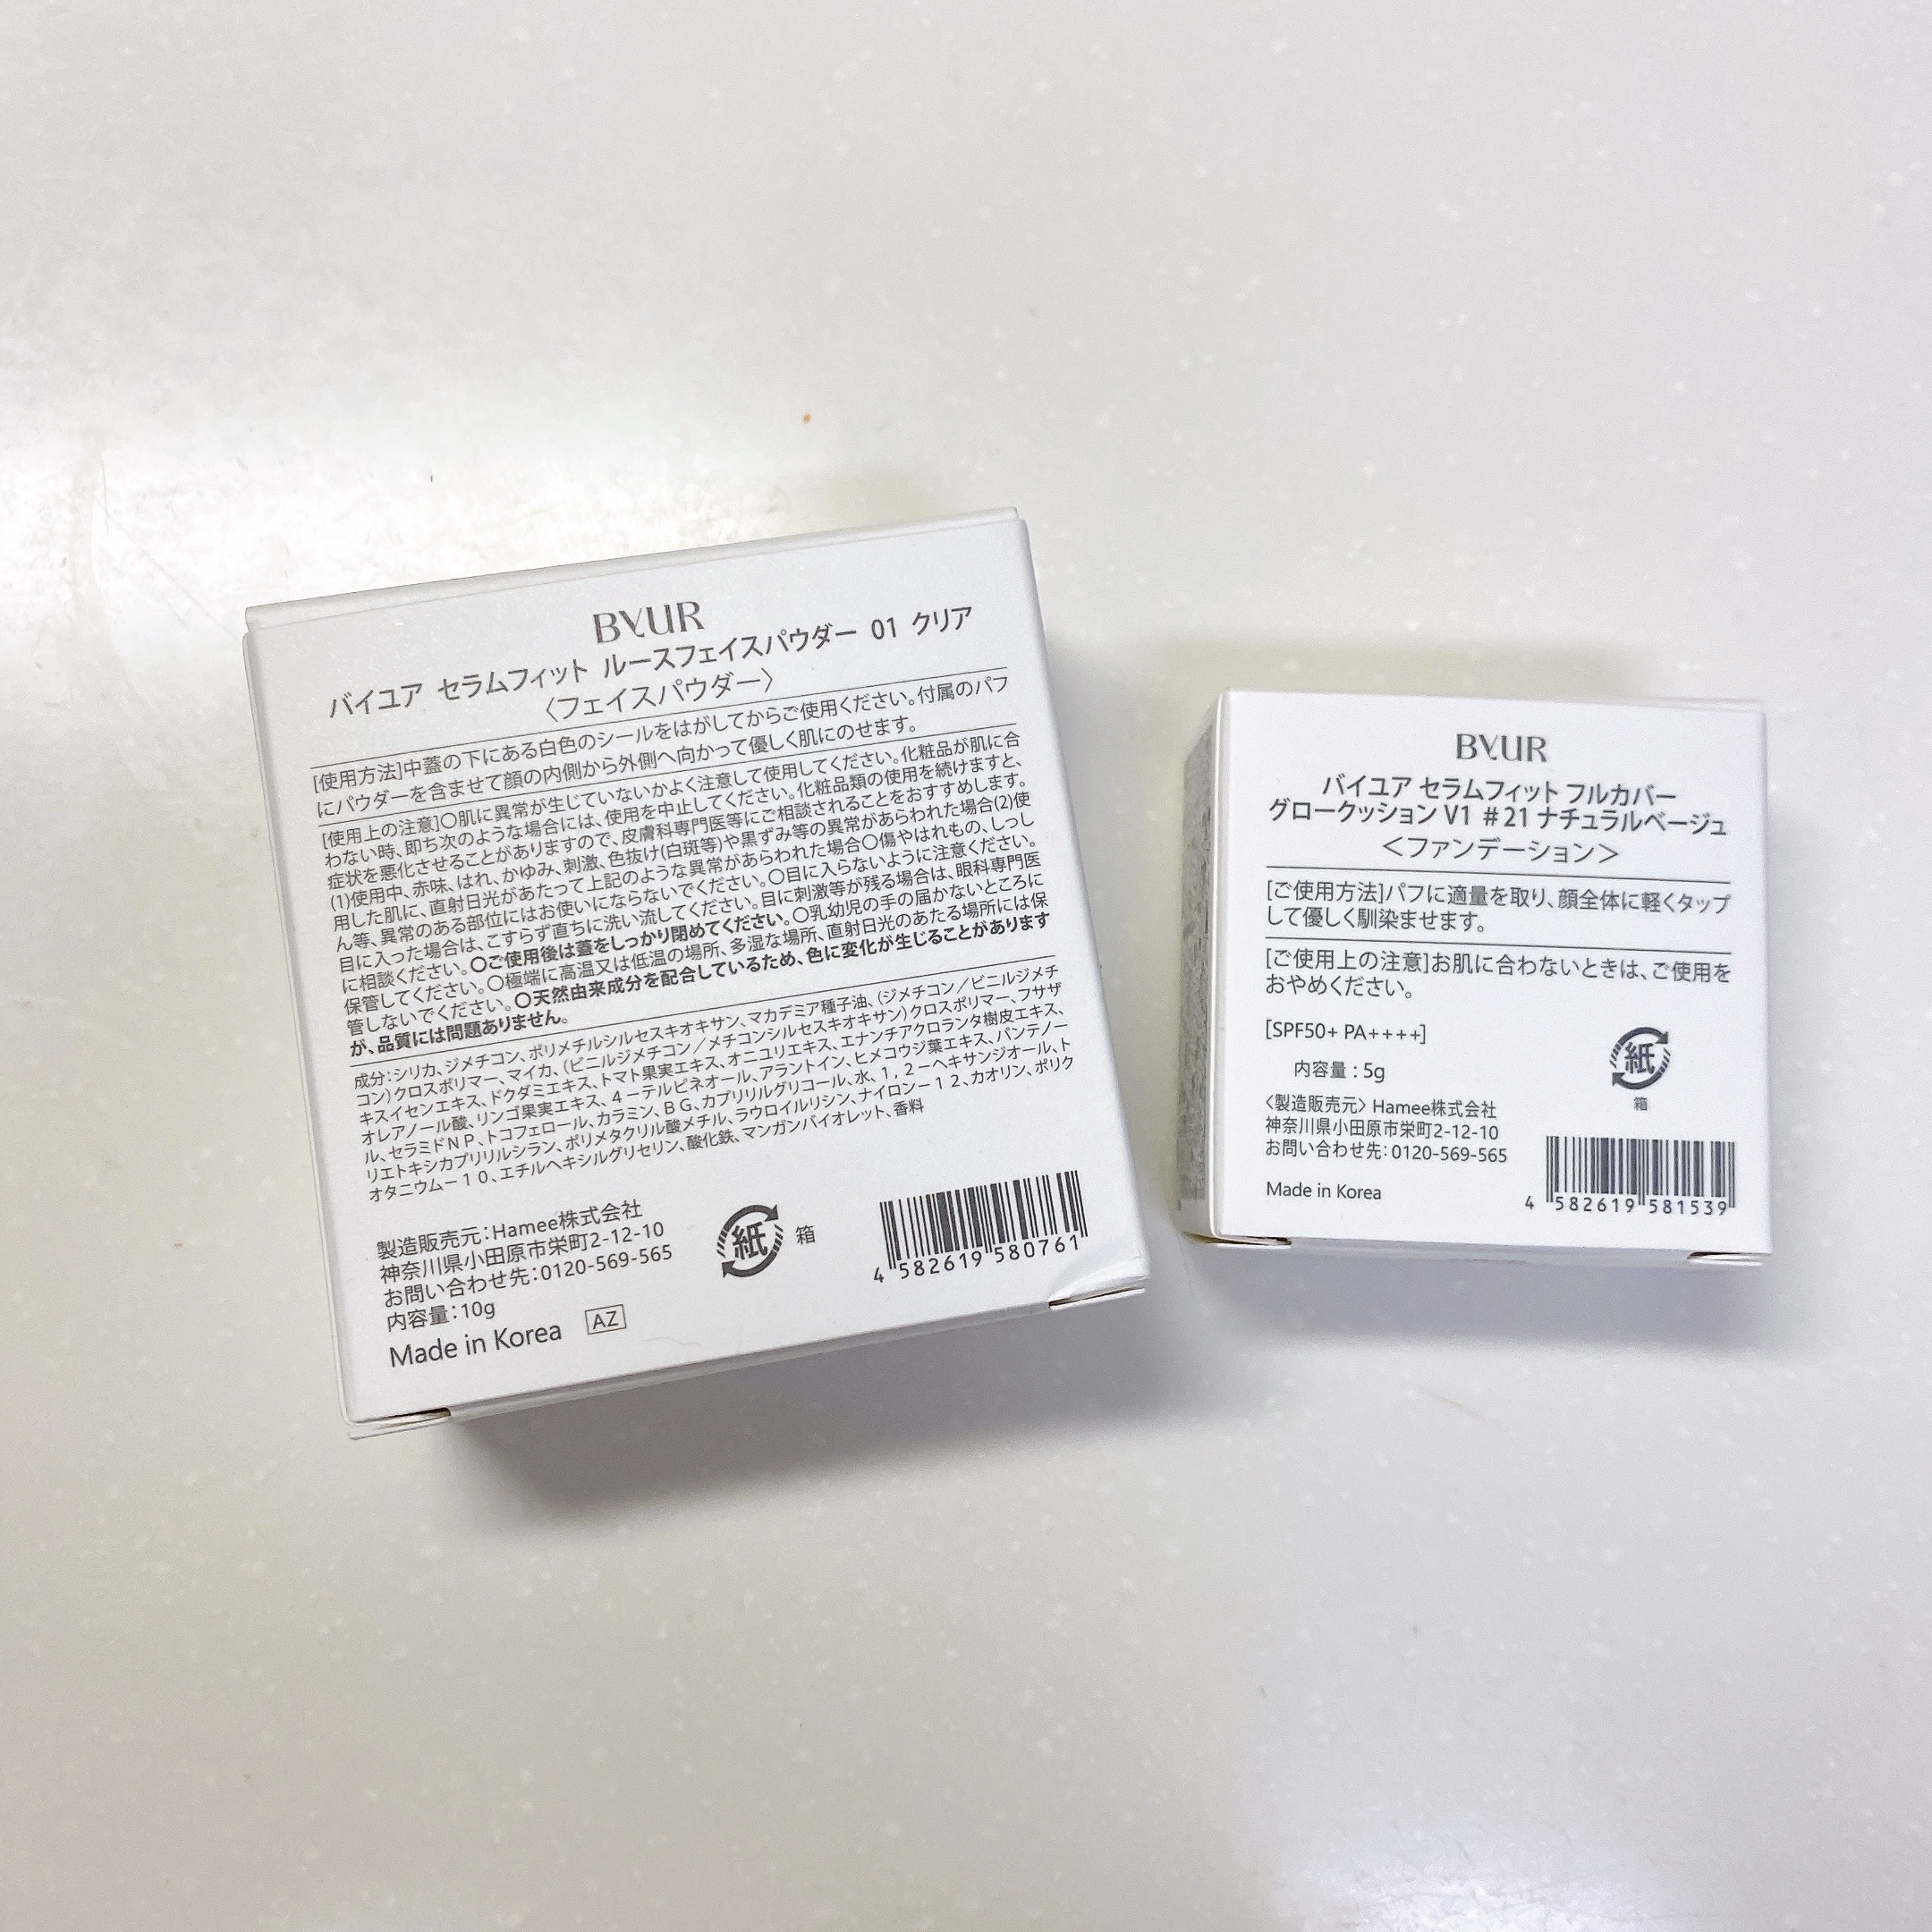 BYUR
バイユア セラムフィット ルースフェイスパウダー 01 クリア
〈フェイスパウダー〉
[使用方法]中蓋の下にある白色のシールをはがしてからご使用ください。付属のパフ
にパウダーを含ませて顔の内側から外側へ向かって優しく肌にのせます。
[使用上の注意]〇肌に異常が生じていないかよく注意して使用してください。化粧品が肌に合
わない時、即ち次のような場合には、使用を中止してください。化粧品類の使用を続けますと、
症状を悪化させることがありますので、皮膚科専門医等にご相談されることをおすすめします。
(1)使用中、赤味、はれ、かゆみ、刺激、色抜け(白斑等)や黒ずみ等の異常があらわれた場合(2)使
用した肌に、直射日光があたって上記のような異常があらわれた場合〇傷やはれもの、しっし
ん等、異常のある部位にはお使いにならないでください。〇目に入らないように注意ください。
目に入った場合は、こすらず直ちに洗い流してください。目に刺激等が残る場合は、眼科専門医
に相談ください。〇ご使用後は蓋をしっかり閉めてください。〇乳幼児の手の届かないところに
保管してください。〇極端に高温又は低温の場所、多湿な場所、直射日光のあたる場所には保
管しないでください。〇天然由来成分を配合しているため、色に変化が生じることがあります
が、品質には問題ありません。
成分:シリカ、ジメチコン、ポリメチルシルセスキオキサン、マカデミア種子油、(ジメチコン/ビニルジメチ
コン)クロスポリマー、マイカ、(ビニルジメチコン/メチコンシルセスキオキサン)クロスポリマー、フサザ
キスイセンエキス、ドクダミエキス、トマト果実エキス、オニユリエキス、エナンチアクロランタ樹皮エキス、
オレアノール酸、リンゴ果実エキス、4-テルピネオール、アラントイン、ヒメコウジ葉エキス、パンテノー
ル、セラミドNP、トコフェロール、カラミン、BG、カプリリルグリコール、水、1,2-ヘキサンジオール、ト
リエトキシカプリリルシラン、ポリメタクリル酸メチル、ラウロイルリシン、ナイロン-12、カオリン、ポリク
オタニウム-10、エチルヘキシルグリセリン、酸化鉄、マンガンバイオレット、香料
製造販売元:Hamee株式会社
神奈川県小田原市栄町2-12-10
お問い合わせ先:0120-569-565
内容量:10g
Made in Korea AZ
紙 箱
4 582619 580761
BYUR
バイユア セラムフィット フルカバー
グロークッション V1 #21 ナチュラルベージュ
<ファンデーション>
[ご使用方法]パフに適量を取り、顔全体に軽くタップ
して優しく馴染ませます。
[ご使用上の注意]お肌に合わないときは、ご使用を
おやめください。
[SPF50+ PA++++]
内容量 : 5g
〈製造販売元〉Hamee株式会社
神奈川県小田原市栄町2-12-10
お問い合わせ先:0120-569-565
Made in Korea
紙
箱
4 582619 581539